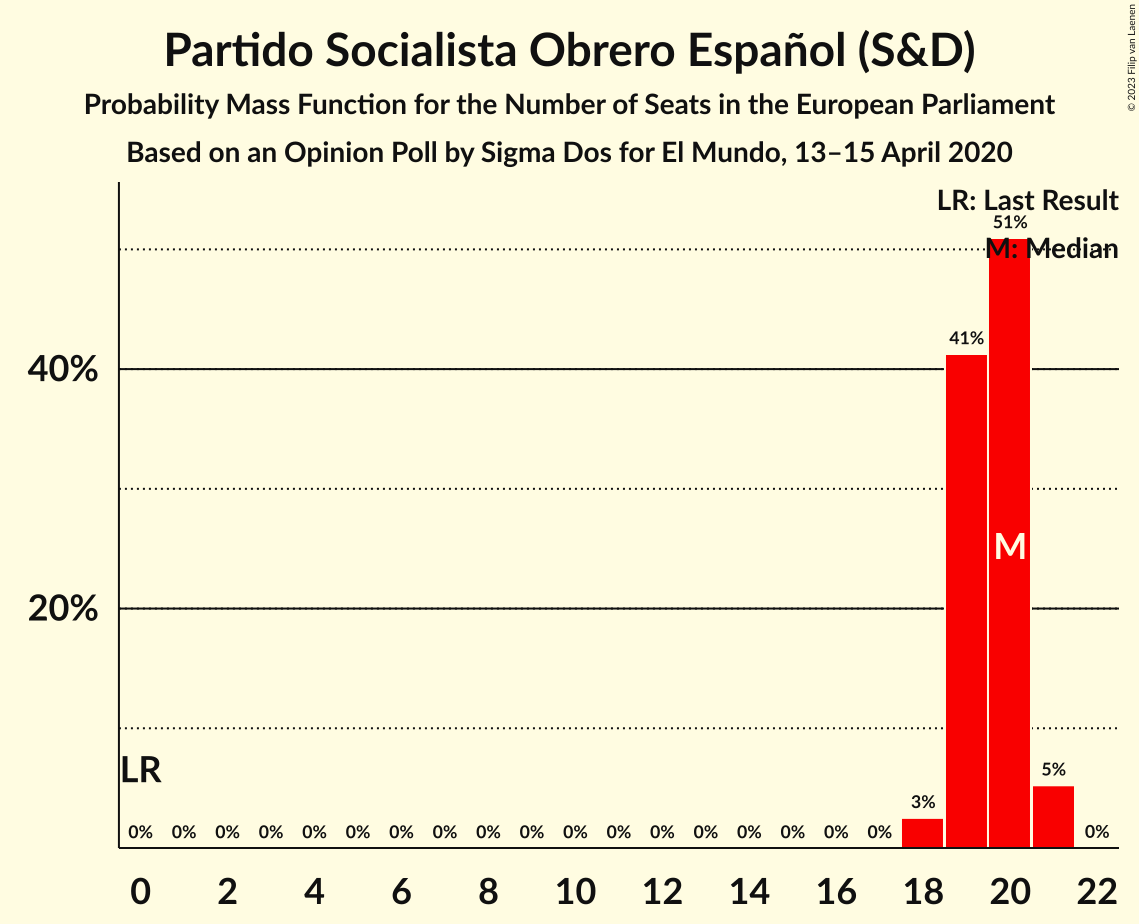 Partido Socialista Obrero Español (S&D)
Probability Mass Function for the Number of Seats in the European Parliament
Based on an Opinion Poll by Sigma Dos for El Mundo, 13–15 April 2020
© 2023 Filip van Laenen
LR: Last Result
51%
M: Median
41%
40%
M
20%
LR
5%
3%
0% 0% 0% 0% 0% 0% 0% 0% 0% 0% 0% 0% 0% 0% 0% 0% 0% 0% 0%
0 2 4 6 8 10 12 14 16 18 20 22